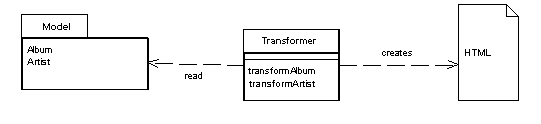 Model
Album
Artist
read
Transformer
transformAlbum
transformArtist
creates
HTML